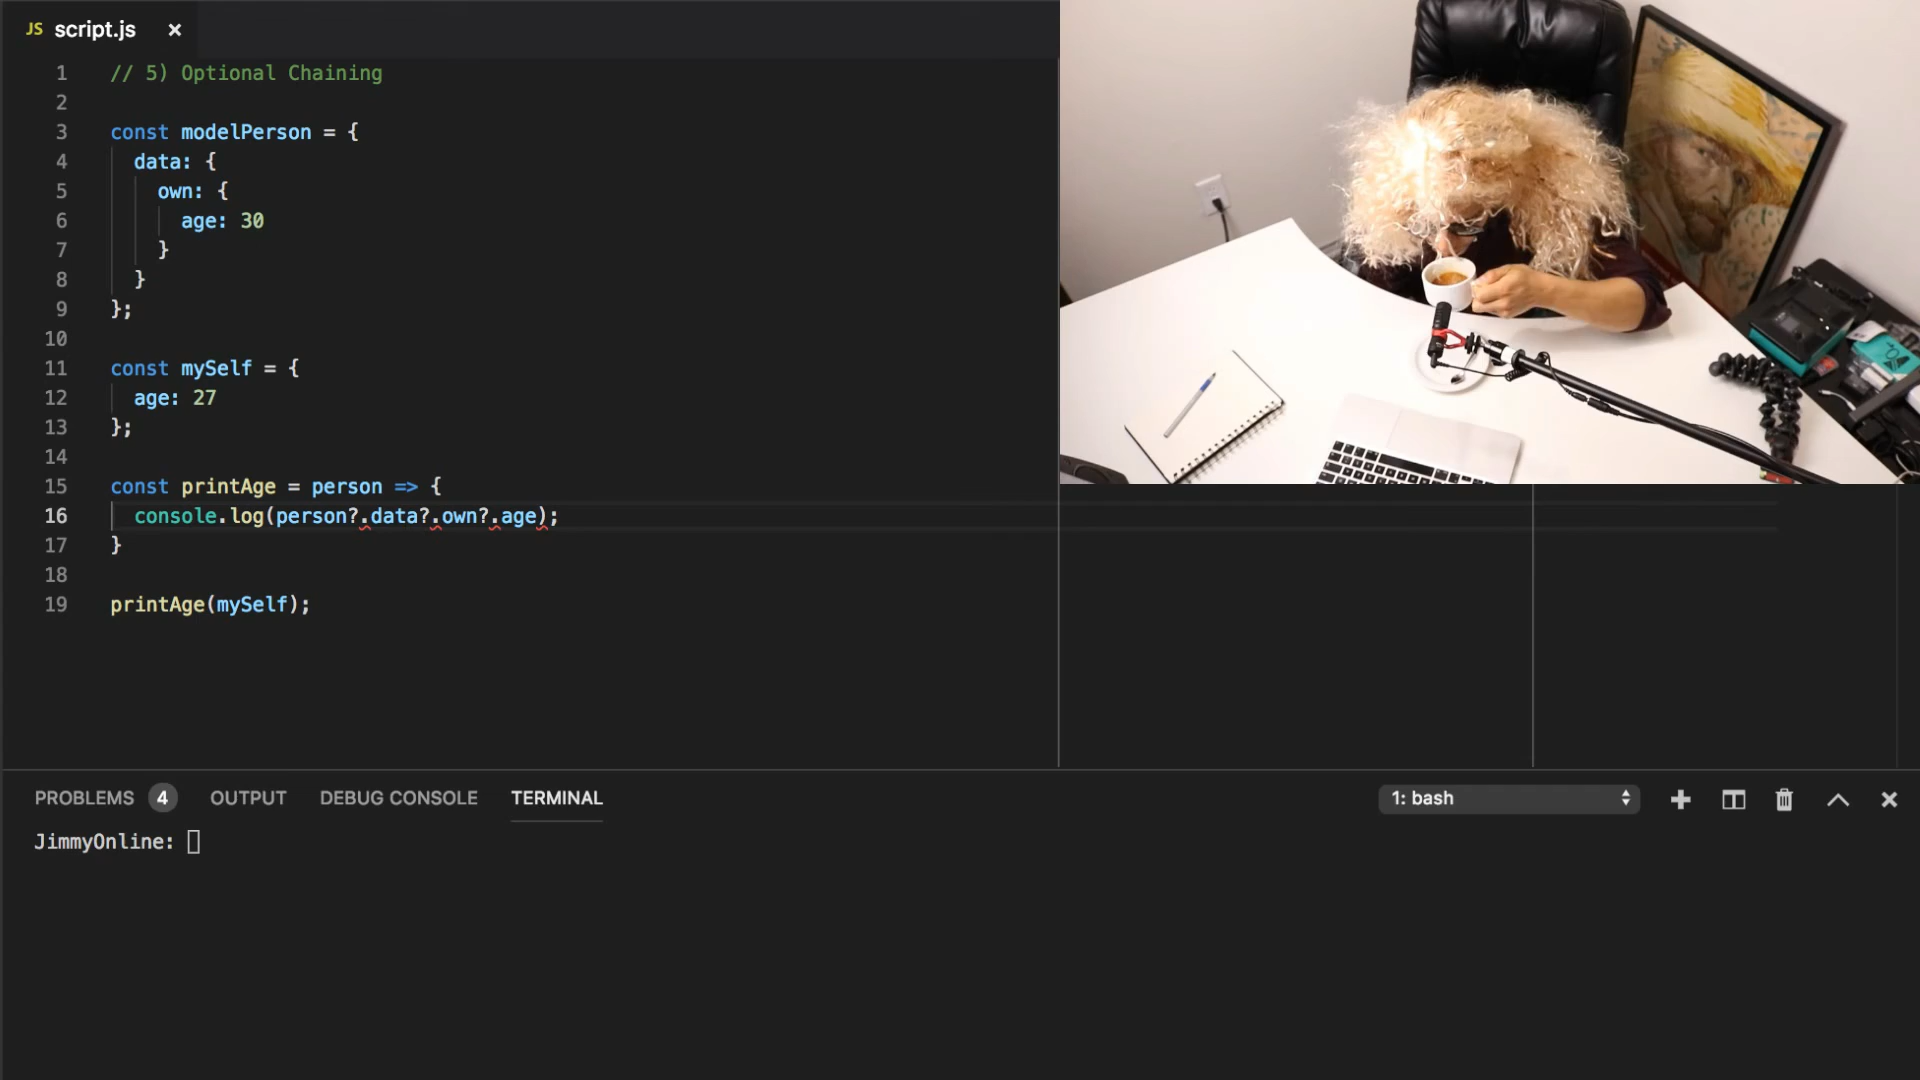 JS script.js ×
1 // 5) Optional Chaining
2
3 const modelPerson = {
4 data: {
5 own: {
6 age: 30
7 }
8 }
9 };
10
11 const mySelf = {
12 age: 27
13 };
14
15 const printAge = person => {
16 console.log(person?.data?.own?.age);
17 }
18
19 printAge(mySelf);
PROBLEMS 4 OUTPUT DEBUG CONSOLE TERMINAL 1: bash
JimmyOnline: